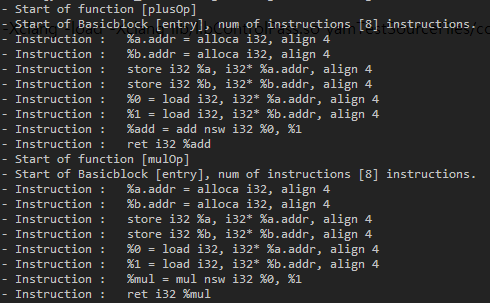 - Start of function [plusOp]
- Start of Basicblock [entry], num of instructions [8] instructions.
- Instruction :   %a.addr = alloca i32, align 4
- Instruction :   %b.addr = alloca i32, align 4
- Instruction :   store i32 %a, i32* %a.addr, align 4
- Instruction :   store i32 %b, i32* %b.addr, align 4
- Instruction :   %0 = load i32, i32* %a.addr, align 4
- Instruction :   %1 = load i32, i32* %b.addr, align 4
- Instruction :   %add = add nsw i32 %0, %1
- Instruction :   ret i32 %add
- Start of function [mulOp]
- Start of Basicblock [entry], num of instructions [8] instructions.
- Instruction :   %a.addr = alloca i32, align 4
- Instruction :   %b.addr = alloca i32, align 4
- Instruction :   store i32 %a, i32* %a.addr, align 4
- Instruction :   store i32 %b, i32* %b.addr, align 4
- Instruction :   %0 = load i32, i32* %a.addr, align 4
- Instruction :   %1 = load i32, i32* %b.addr, align 4
- Instruction :   %mul = mul nsw i32 %0, %1
- Instruction :   ret i32 %mul